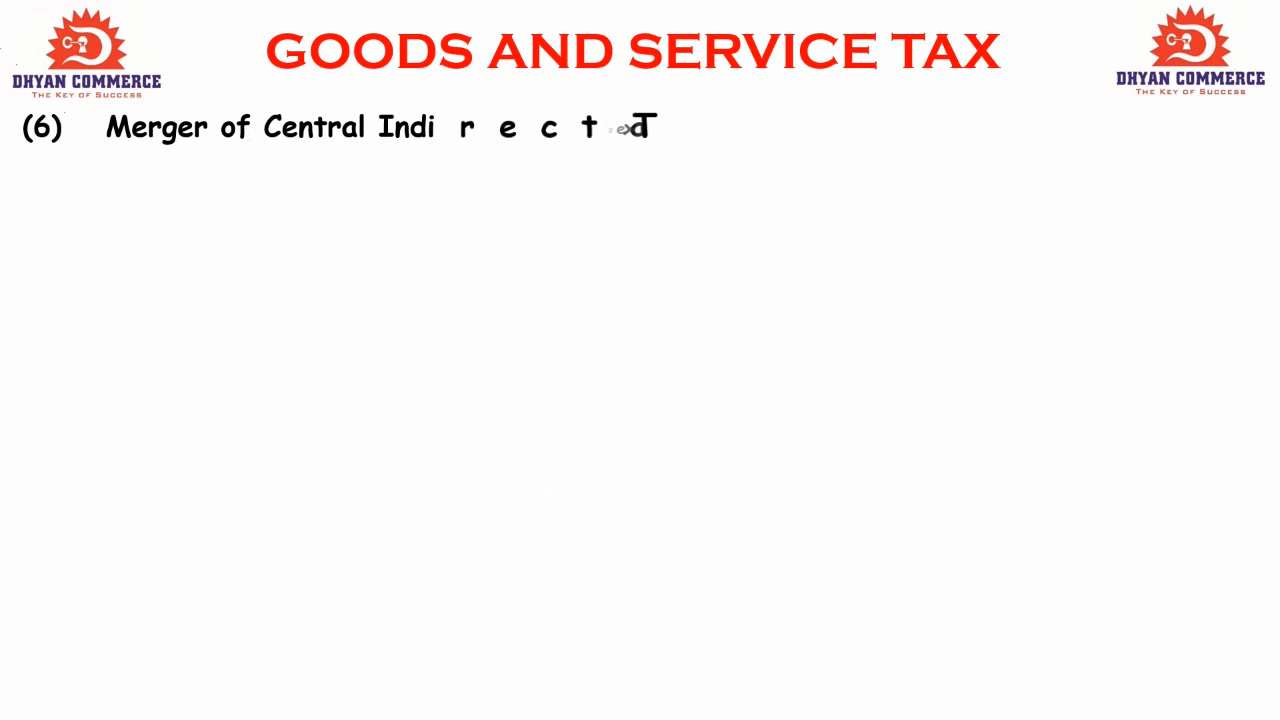 GOODS AND SERVICE TAX
DHYAN COMMERCE
The Key of Success
DHYAN COMMERCE
The Key of Success
(6) Merger of Central Indirect T